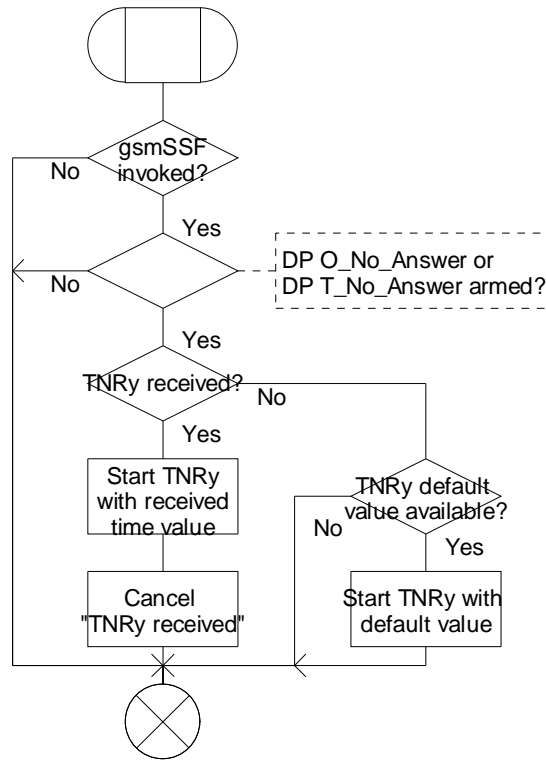 gsmSSF
invoked?
No
Yes
DP O_No_Answer or
DP T_No_Answer armed?
No
Yes
TNRy received?
No
Yes
Start TNRy
with received
time value
TNRy default
value available?
No
Yes
Cancel
"TNRy received"
Start TNRy with
default value